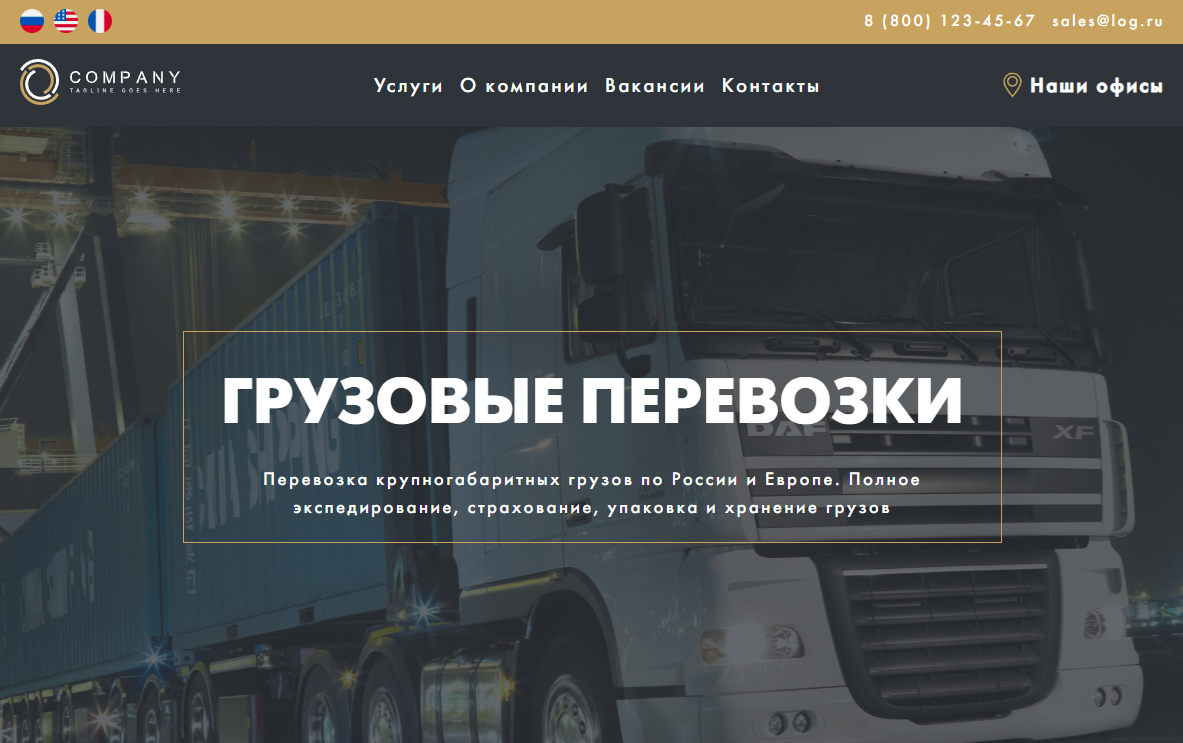 8 (800) 123-45-67 sales@log.ru
COMPANY
TAGLINE GOES HERE
Услуги О компании Вакансии Контакты
Наши офисы
ГРУЗОВЫЕ ПЕРЕВОЗКИ
DAF XF
Перевозка крупногабаритных грузов по России и Европе. Полное
экспедирование, страхование, упаковка и хранение грузов